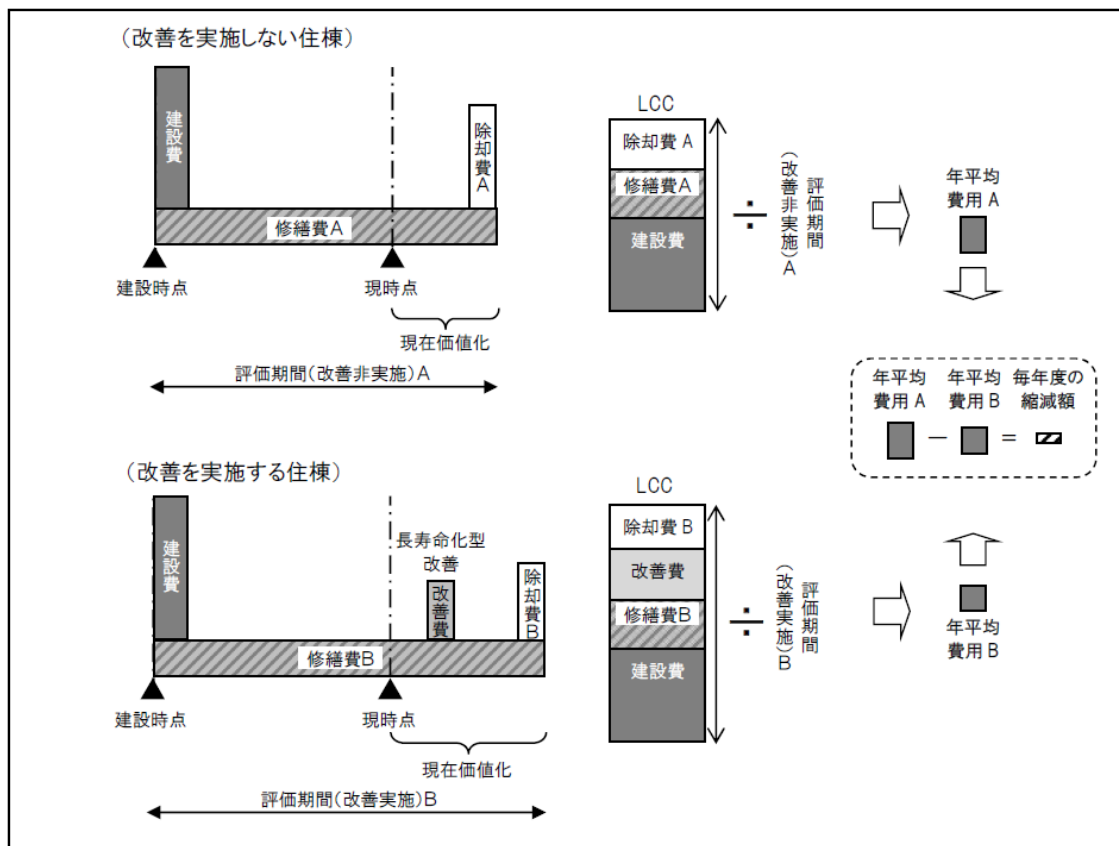 (改善を実施しない住棟)
建設費
除却費A
修繕費A
建設時点
現時点
現在価値化
評価期間(改善非実施)A
LCC
除却費A
修繕費A
建設費
÷
評価期間
(改善非実施)A
年平均
費用A
年平均
費用A
年平均
費用B
毎年度の
縮減額
− =
(改善を実施する住棟)
建設費
長寿命化型
改善
改善費
除却費B
修繕費B
建設時点
現時点
現在価値化
評価期間(改善実施)B
LCC
除却費B
改善費
修繕費B
建設費
÷
評価期間
(改善実施)B
年平均
費用B